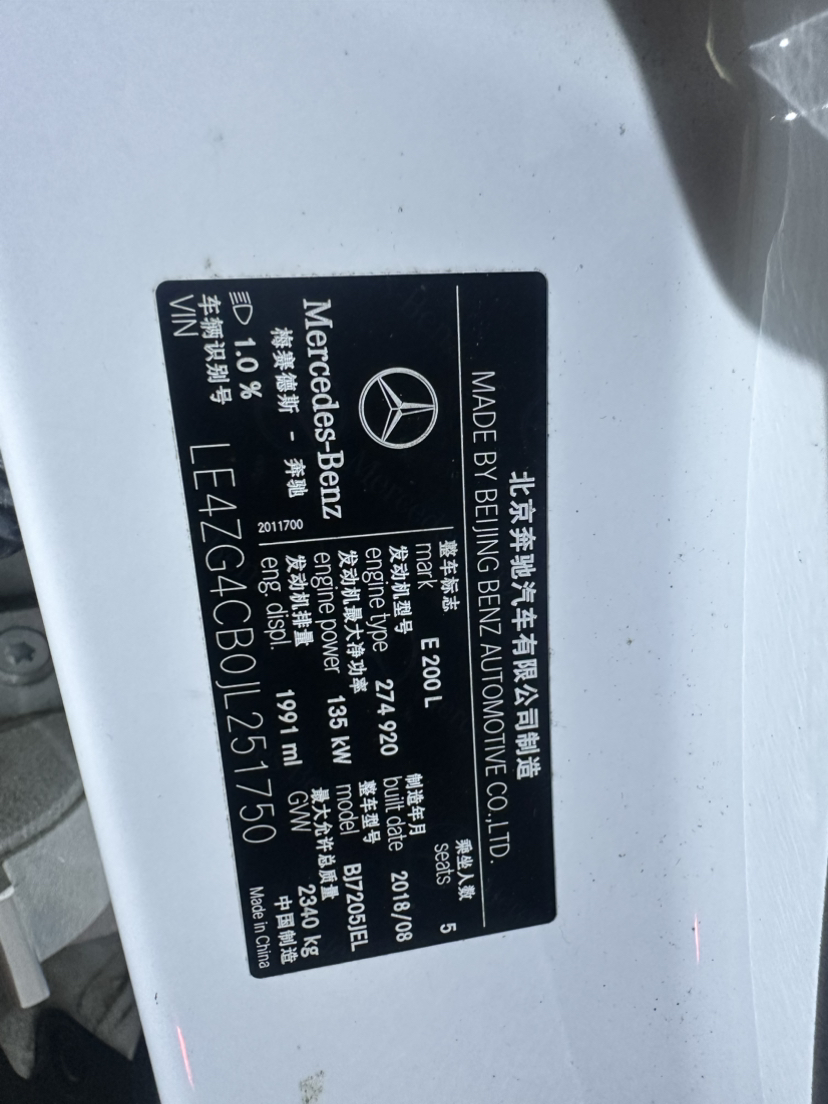 北京奔驰汽车有限公司制造
MADE BY BEIJING BENZ AUTOMOTIVE CO.,LTD.
Mercedes-Benz
梅赛德斯 - 奔驰
2011700
1.0 %
整车标志
mark E 200 L
乘坐人数
seats 5
发动机型号
engine type 274 920
制造年月
built date 2018/08
发动机最大净功率
engine power 135 kW
整车型号
model BJ7205JEL
发动机排量
eng. displ. 1991 ml
最大允许总质量
GVW 2340 kg
车辆识别号
VIN LE4ZG4CB0JL251750
中国制造
Made in China